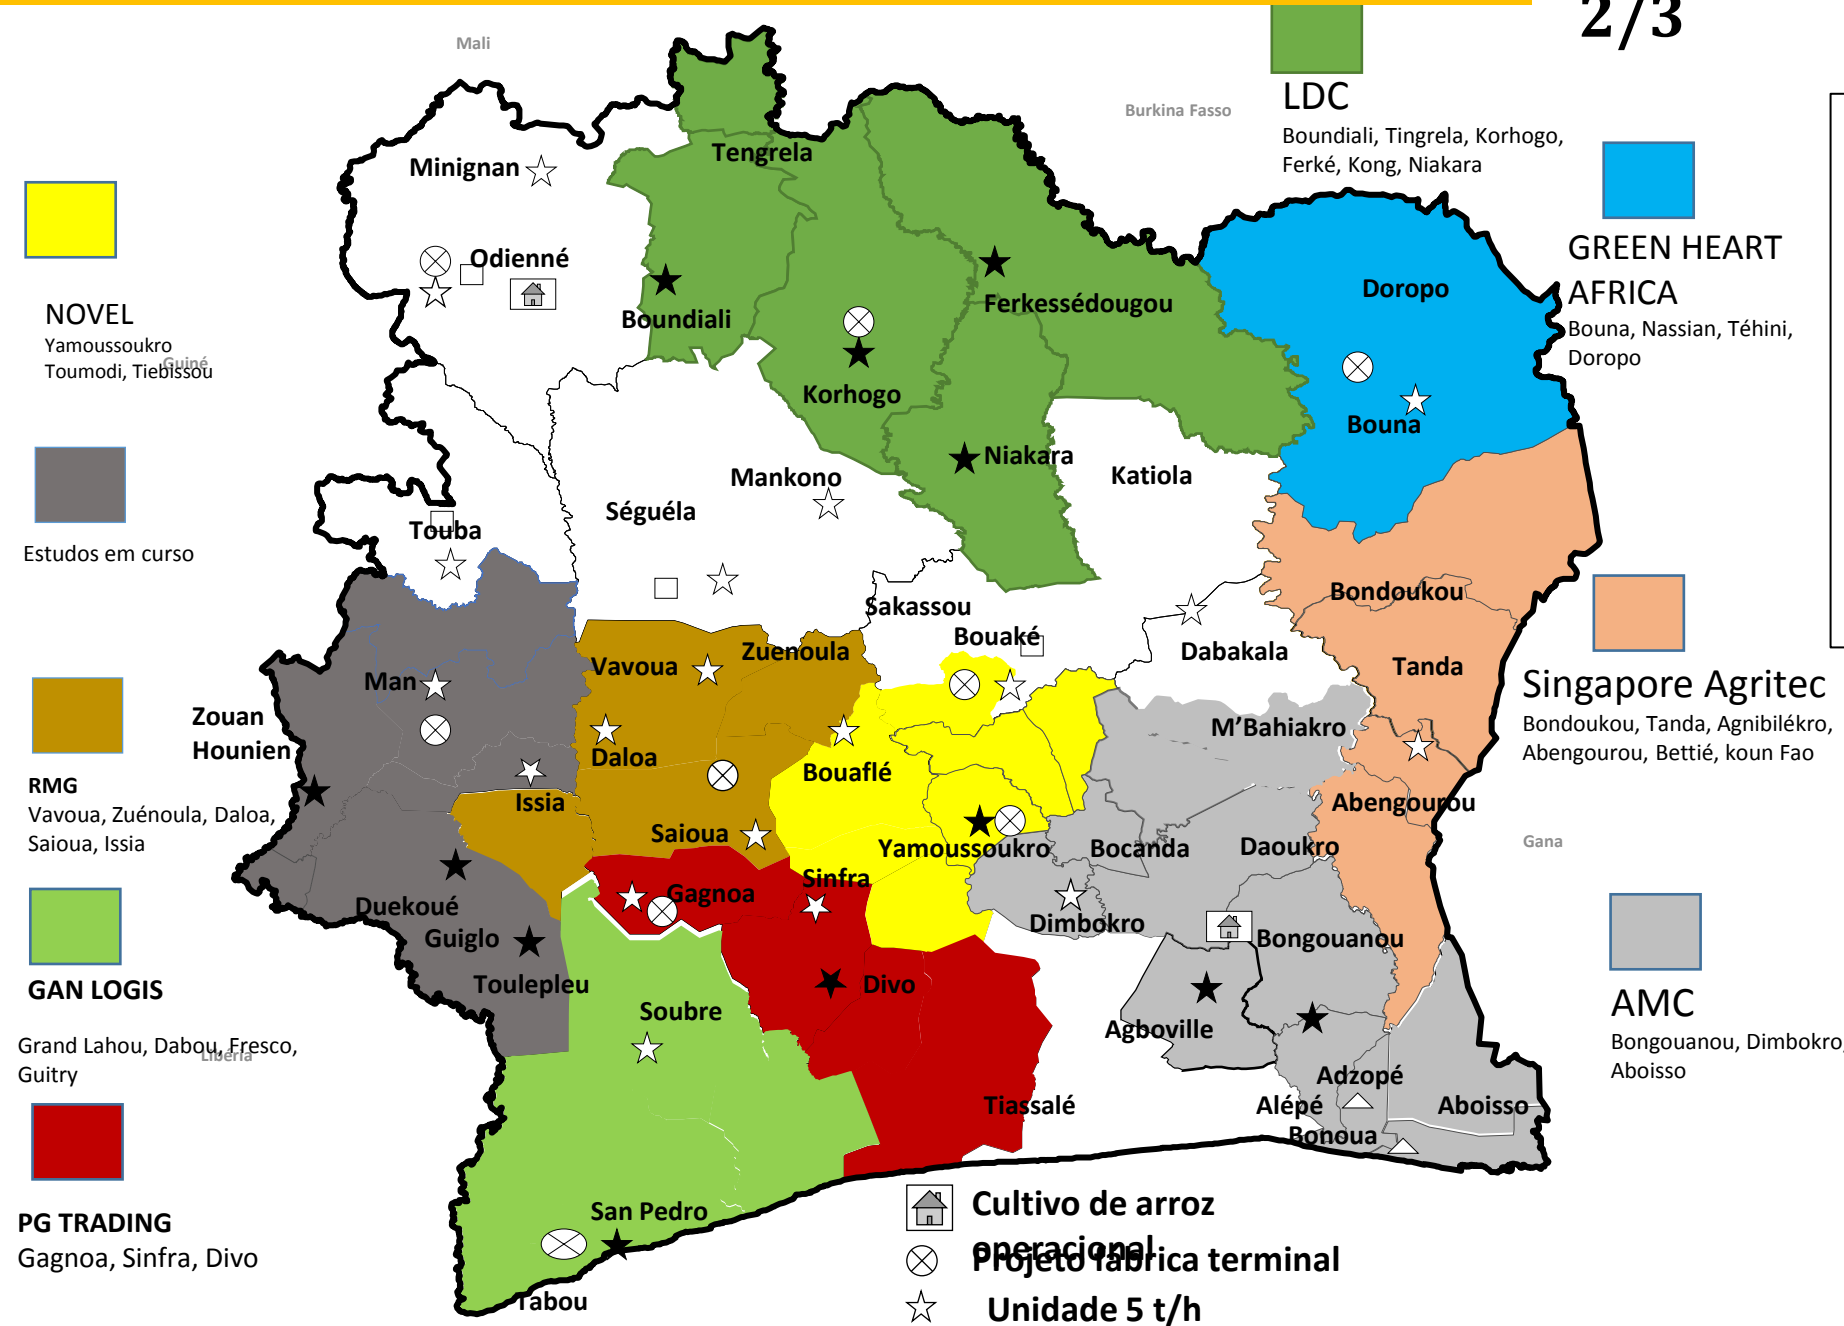 2/3
Mali
Burkina Fasso
Guiné
Libéria
Gana
LDC
Boundiali, Tingrela, Korhogo,
Ferké, Kong, Niakara
GREEN HEART
AFRICA
Bouna, Nassian, Téhini,
Doropo
Singapore Agritec
Bondoukou, Tanda, Agnibilékro,
Abengourou, Bettié, koun Fao
AMC
Bongouanou, Dimbokro,
Aboisso
NOVEL
Yamoussoukro
Toumodi, Tiebissou
Estudos em curso
RMG
Vavoua, Zuénoula, Daloa,
Saioua, Issia
GAN LOGIS
Grand Lahou, Dabou, Fresco,
Guitry
PG TRADING
Gagnoa, Sinfra, Divo
Minignan
Tengrela
Odienné
Boundiali
Ferkessédougou
Doropo
Korhogo
Bouna
Niakara
Katiola
Mankono
Séguéla
Touba
Bondoukou
Sakassou
Bouaké
Dabakala
Tanda
Vavoua
Zuenoula
Man
Zouan
Hounien
M'Bahiakro
Daloa
Bouaflé
Issia
Abengourou
Saioua
Yamoussoukro
Bocanda
Daoukro
Sinfra
Gagnoa
Duekoué
Dimbokro
Guiglo
Bongouanou
Toulepleu
Divo
Soubre
Agboville
Adzopé
Tiassalé
Alépé
Aboisso
Bonoua
San Pedro
Tabou
Cultivo de arroz
operacional
Projeto fábrica terminal
Unidade 5 t/h